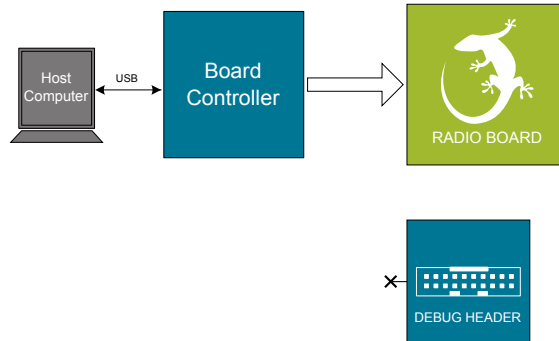 Host
Computer
USB
Board
Controller
RADIO BOARD
DEBUG HEADER